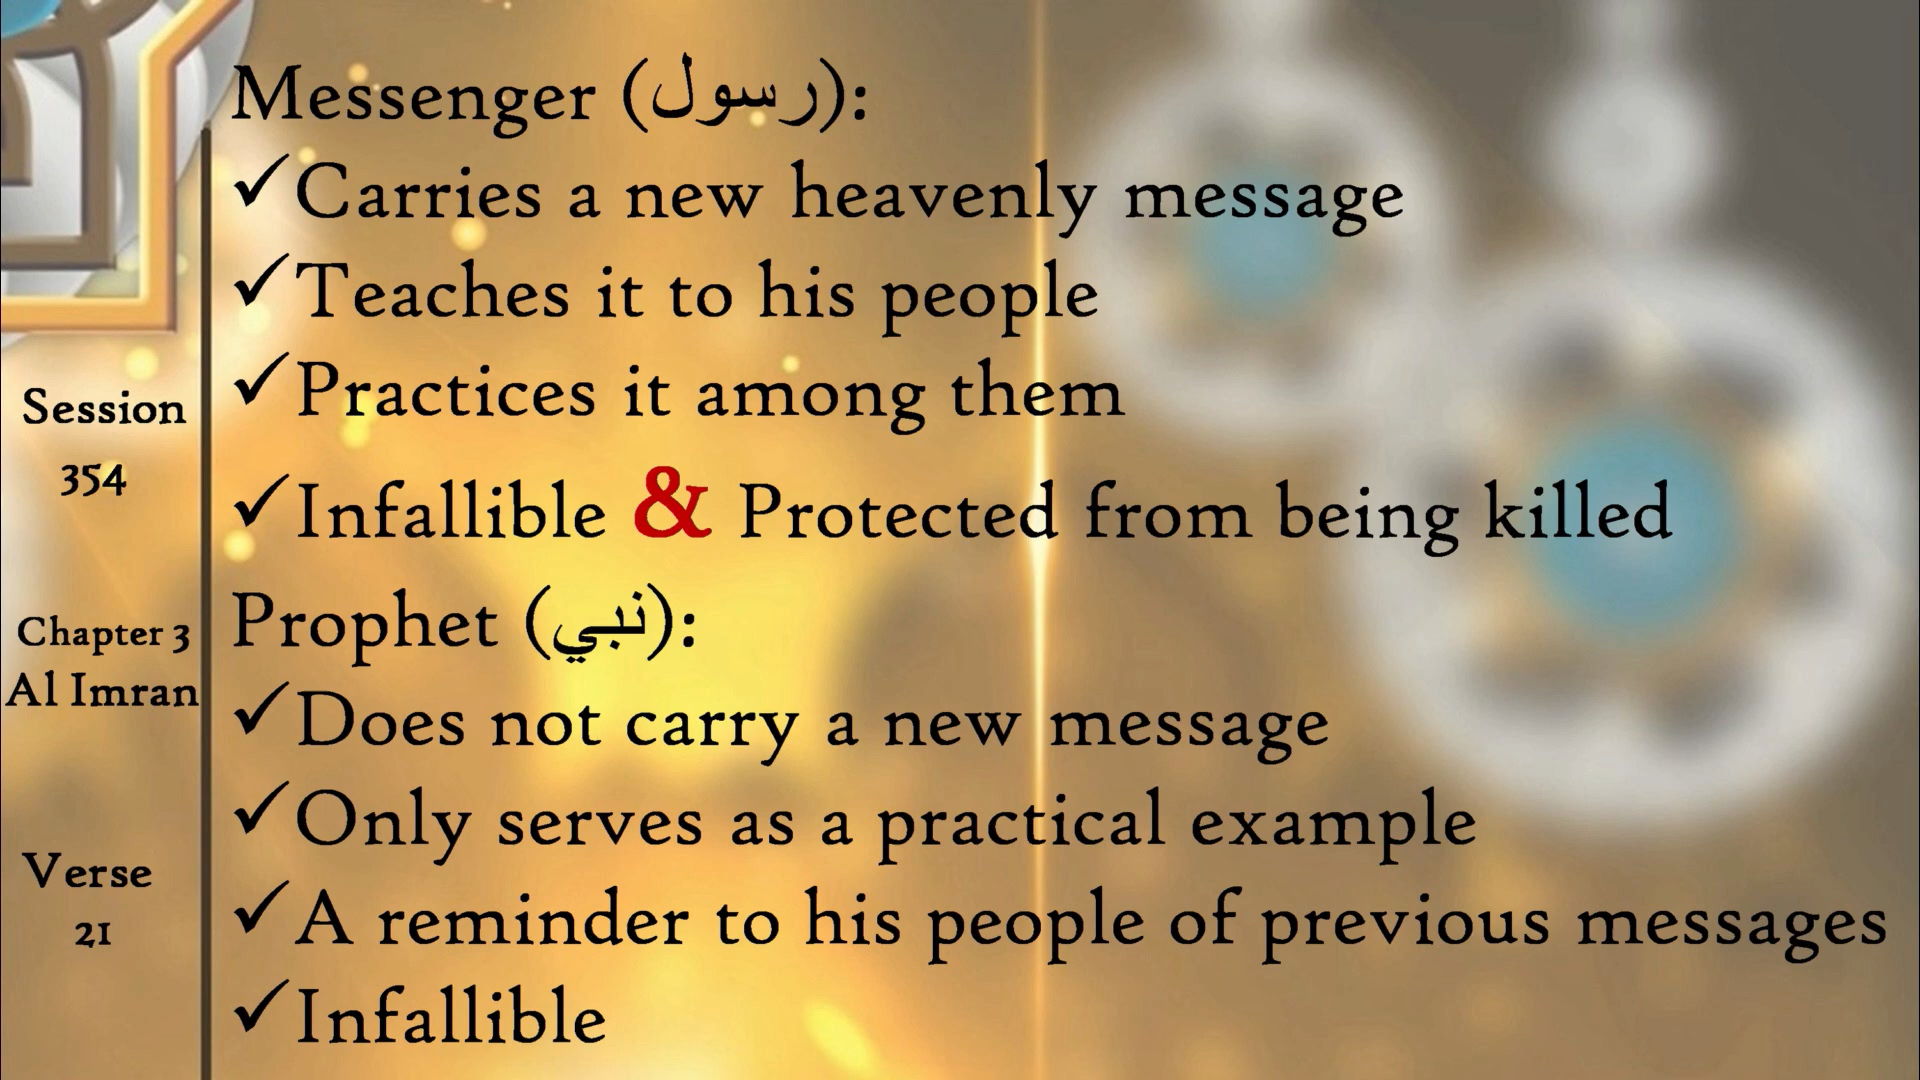 Messenger (رسول):
✓Carries a new heavenly message
✓Teaches it to his people
✓Practices it among them
✓Infallible & Protected from being killed
Prophet (نبي):
✓Does not carry a new message
✓Only serves as a practical example
✓A reminder to his people of previous messages
✓Infallible
Session
354
Chapter 3
Al Imran
Verse
21